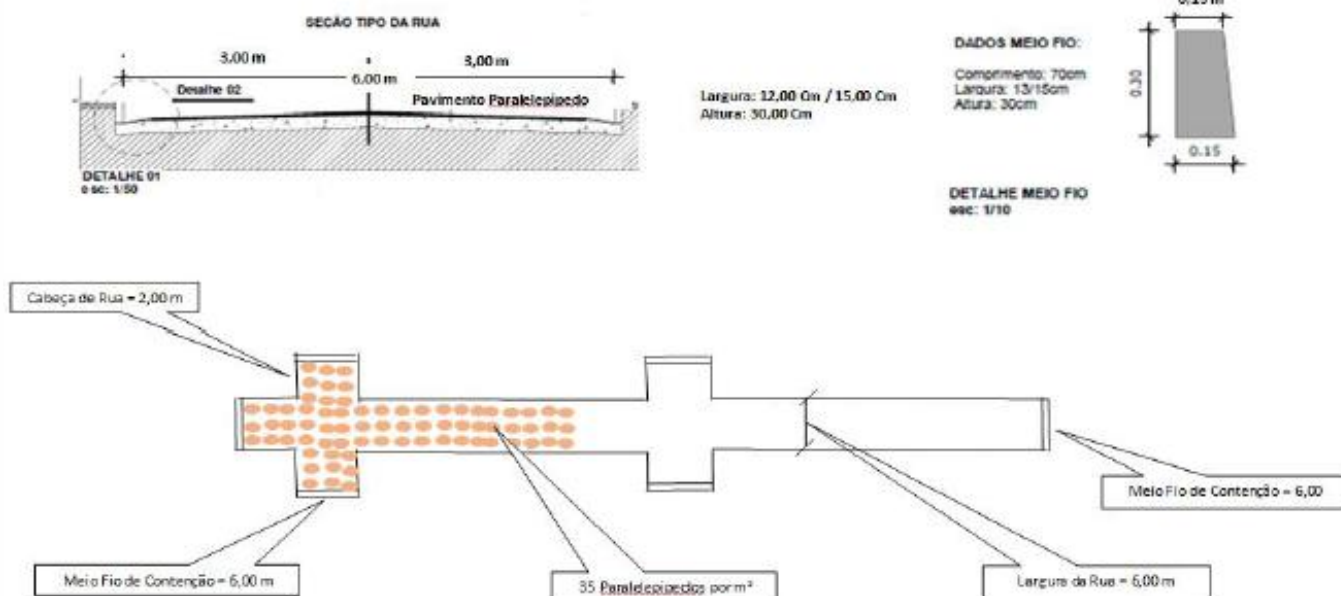 SECÃO TIPO DA RUA
3,00 m
3,00 m
6,00 m
Detalhe 02
Pavimento Paralelepipedo
DETALHE 01
esc: 1/50
Largura: 12,00 Cm / 15,00 Cm
Altura: 30,00 Cm
DADOS MEIO FIO:
Comprimento: 70cm
Largura: 13/15cm
Altura: 30cm
0.30
0.15
DETALHE MEIO FIO
esc: 1/10
Cabeça de Rua = 2,00 m
Meio Fio de Contenção = 6,00
Meio Fio de Contenção = 6,00 m
35 Paralelepipedos por m²
Largura da Rua = 6,00 m